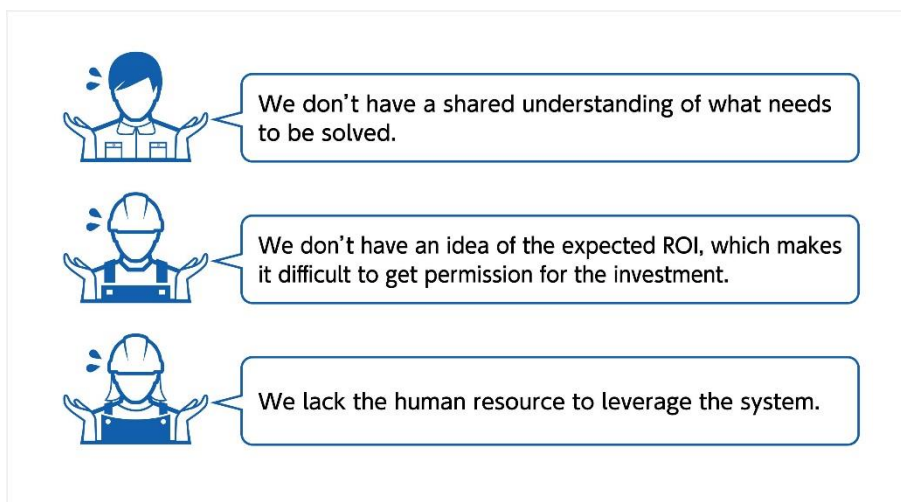 We don't have a shared understanding of what needs
to be solved.
We don't have an idea of the expected ROI, which makes
it difficult to get permission for the investment.
We lack the human resource to leverage the system.